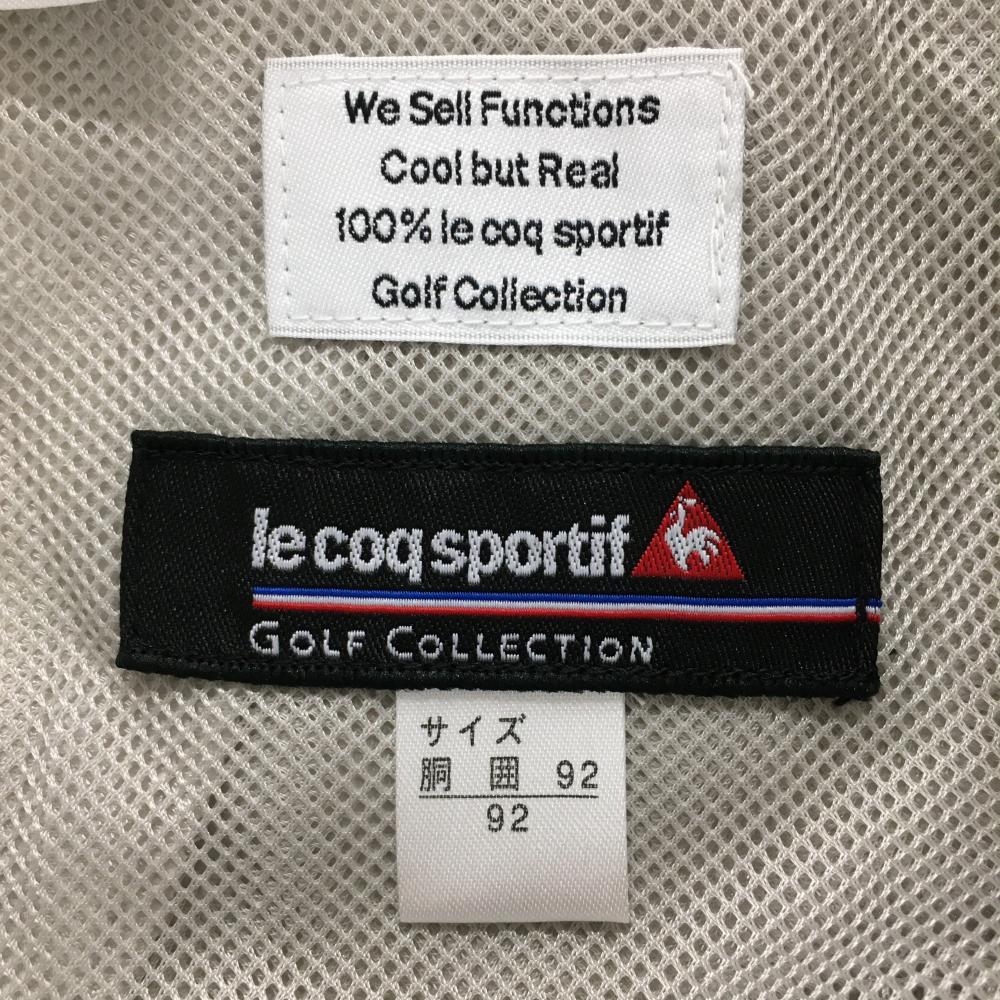 We Sell Functions
Cool but Real
100% le coq sportif
Golf Collection
le coq sportif
GOLF COLLECTION
サイズ
胴 囲 92
92